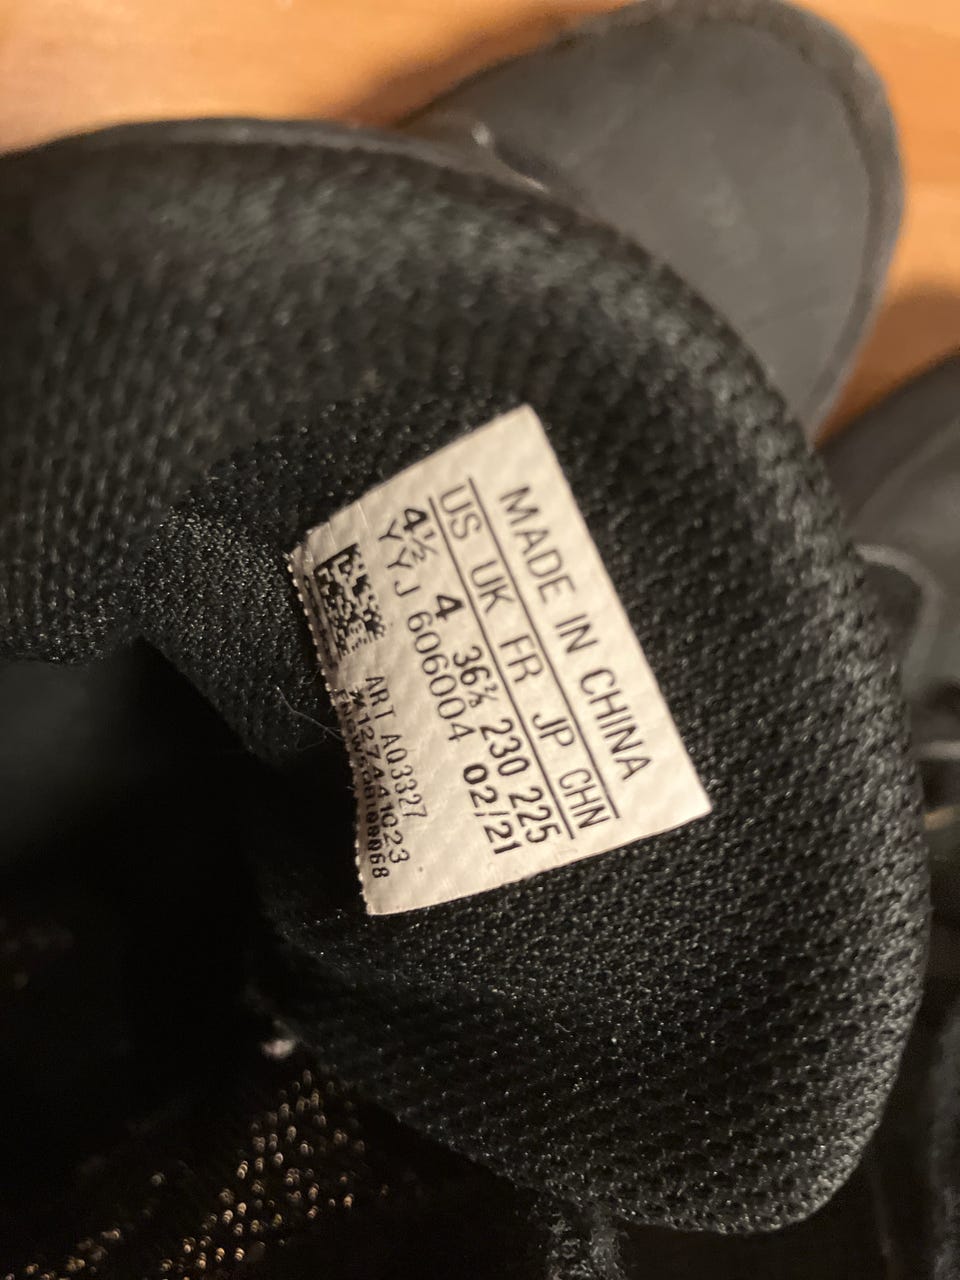 MADE IN CHINA
US UK FR JP CHN
4½ 4 36⅔ 230 225
YYJ 606004 02/21
ART A03327